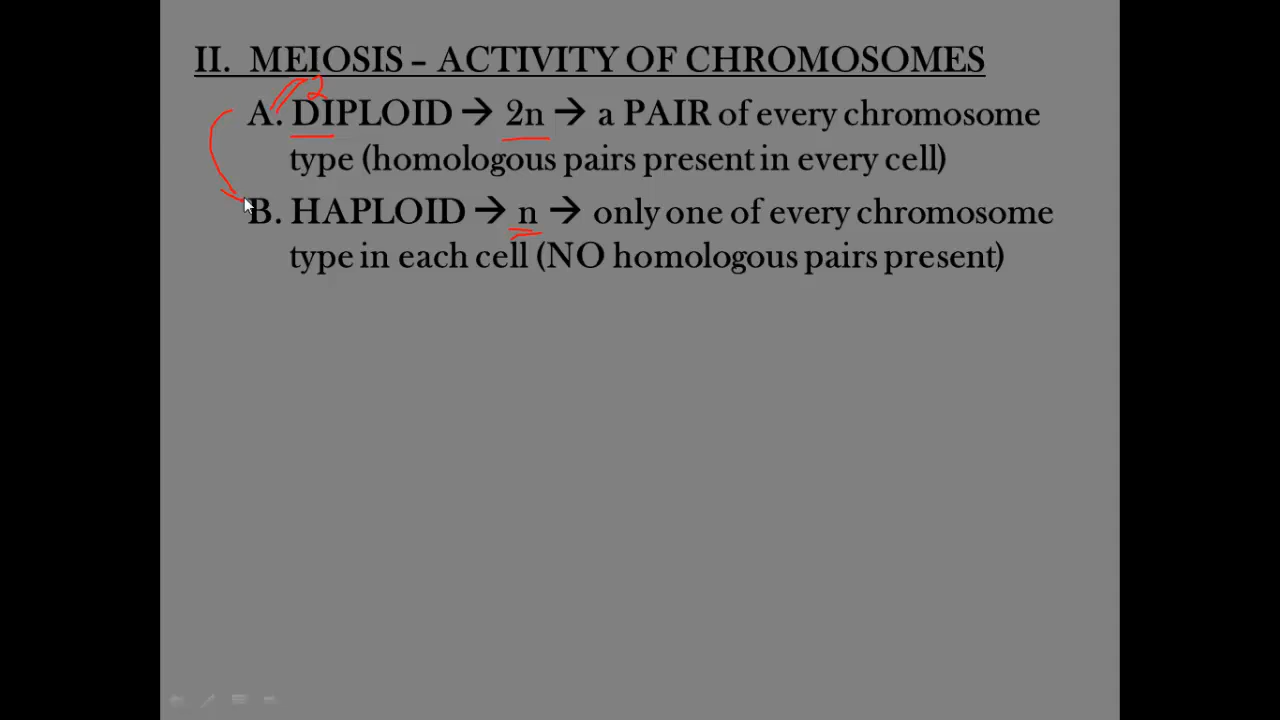 II. MEIOSIS – ACTIVITY OF CHROMOSOMES
2
A. DIPLOID → 2n → a PAIR of every chromosome
type (homologous pairs present in every cell)
B. HAPLOID → n → only one of every chromosome
type in each cell (NO homologous pairs present)